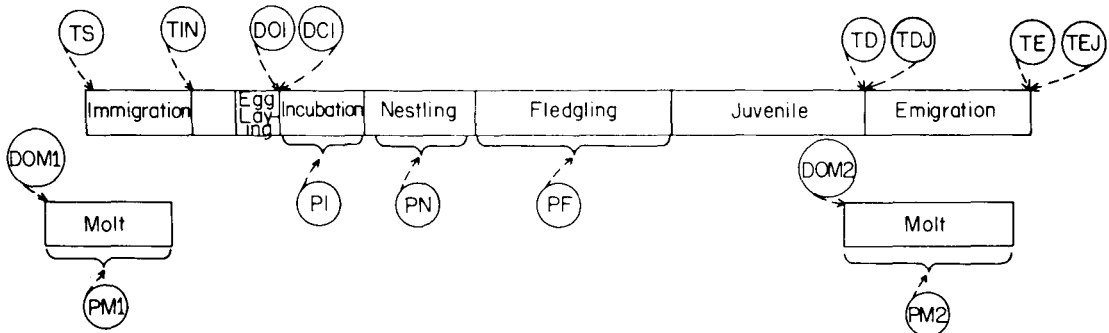 TS TIN DOI DCI TD TDJ TE TEJ
Immigration Egg Lay- ing Incubation Nestling Fledgling Juvenile Emigration
DOM1 DOM2
PI PN PF
Molt Molt
PM1 PM2